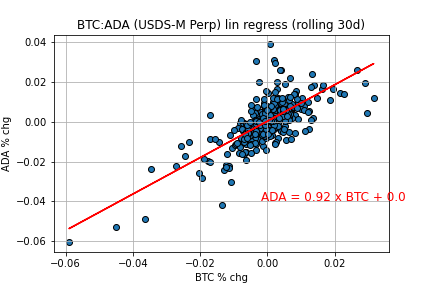 BTC:ADA (USDS-M Perp) lin regress (rolling 30d)
0.04
0.02
0.00
−0.02
−0.04
−0.06
ADA % chg
ADA = 0.92 x BTC + 0.0
−0.06
−0.04
−0.02
0.00
0.02
BTC % chg